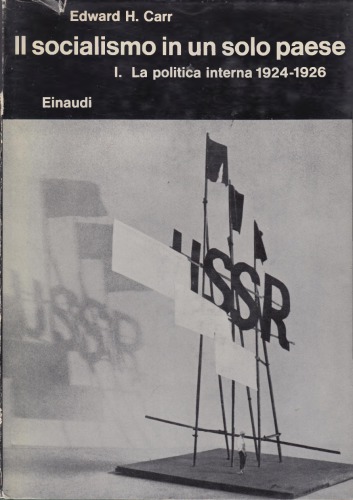 Edward H. Carr
Il socialismo in un solo paese
I. La politica interna 1924-1926
Einaudi
USSR
USSR